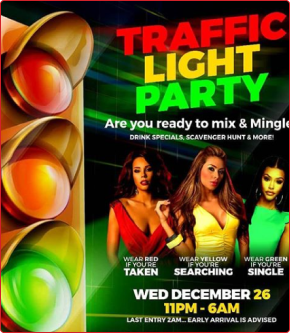 TRAFFIC
LIGHT
PARTY
Are you ready to mix & Mingle
DRINK SPECIALS, SCAVENGER HUNT & MORE!
WEAR RED
IF YOU'RE
TAKEN
WEAR YELLOW
IF YOU'RE
SEARCHING
WEAR GREEN
IF YOU'RE
SINGLE
WED DECEMBER 26
11PM - 6AM
LAST ENTRY 2AM... EARLY ARRIVAL IS ADVISED